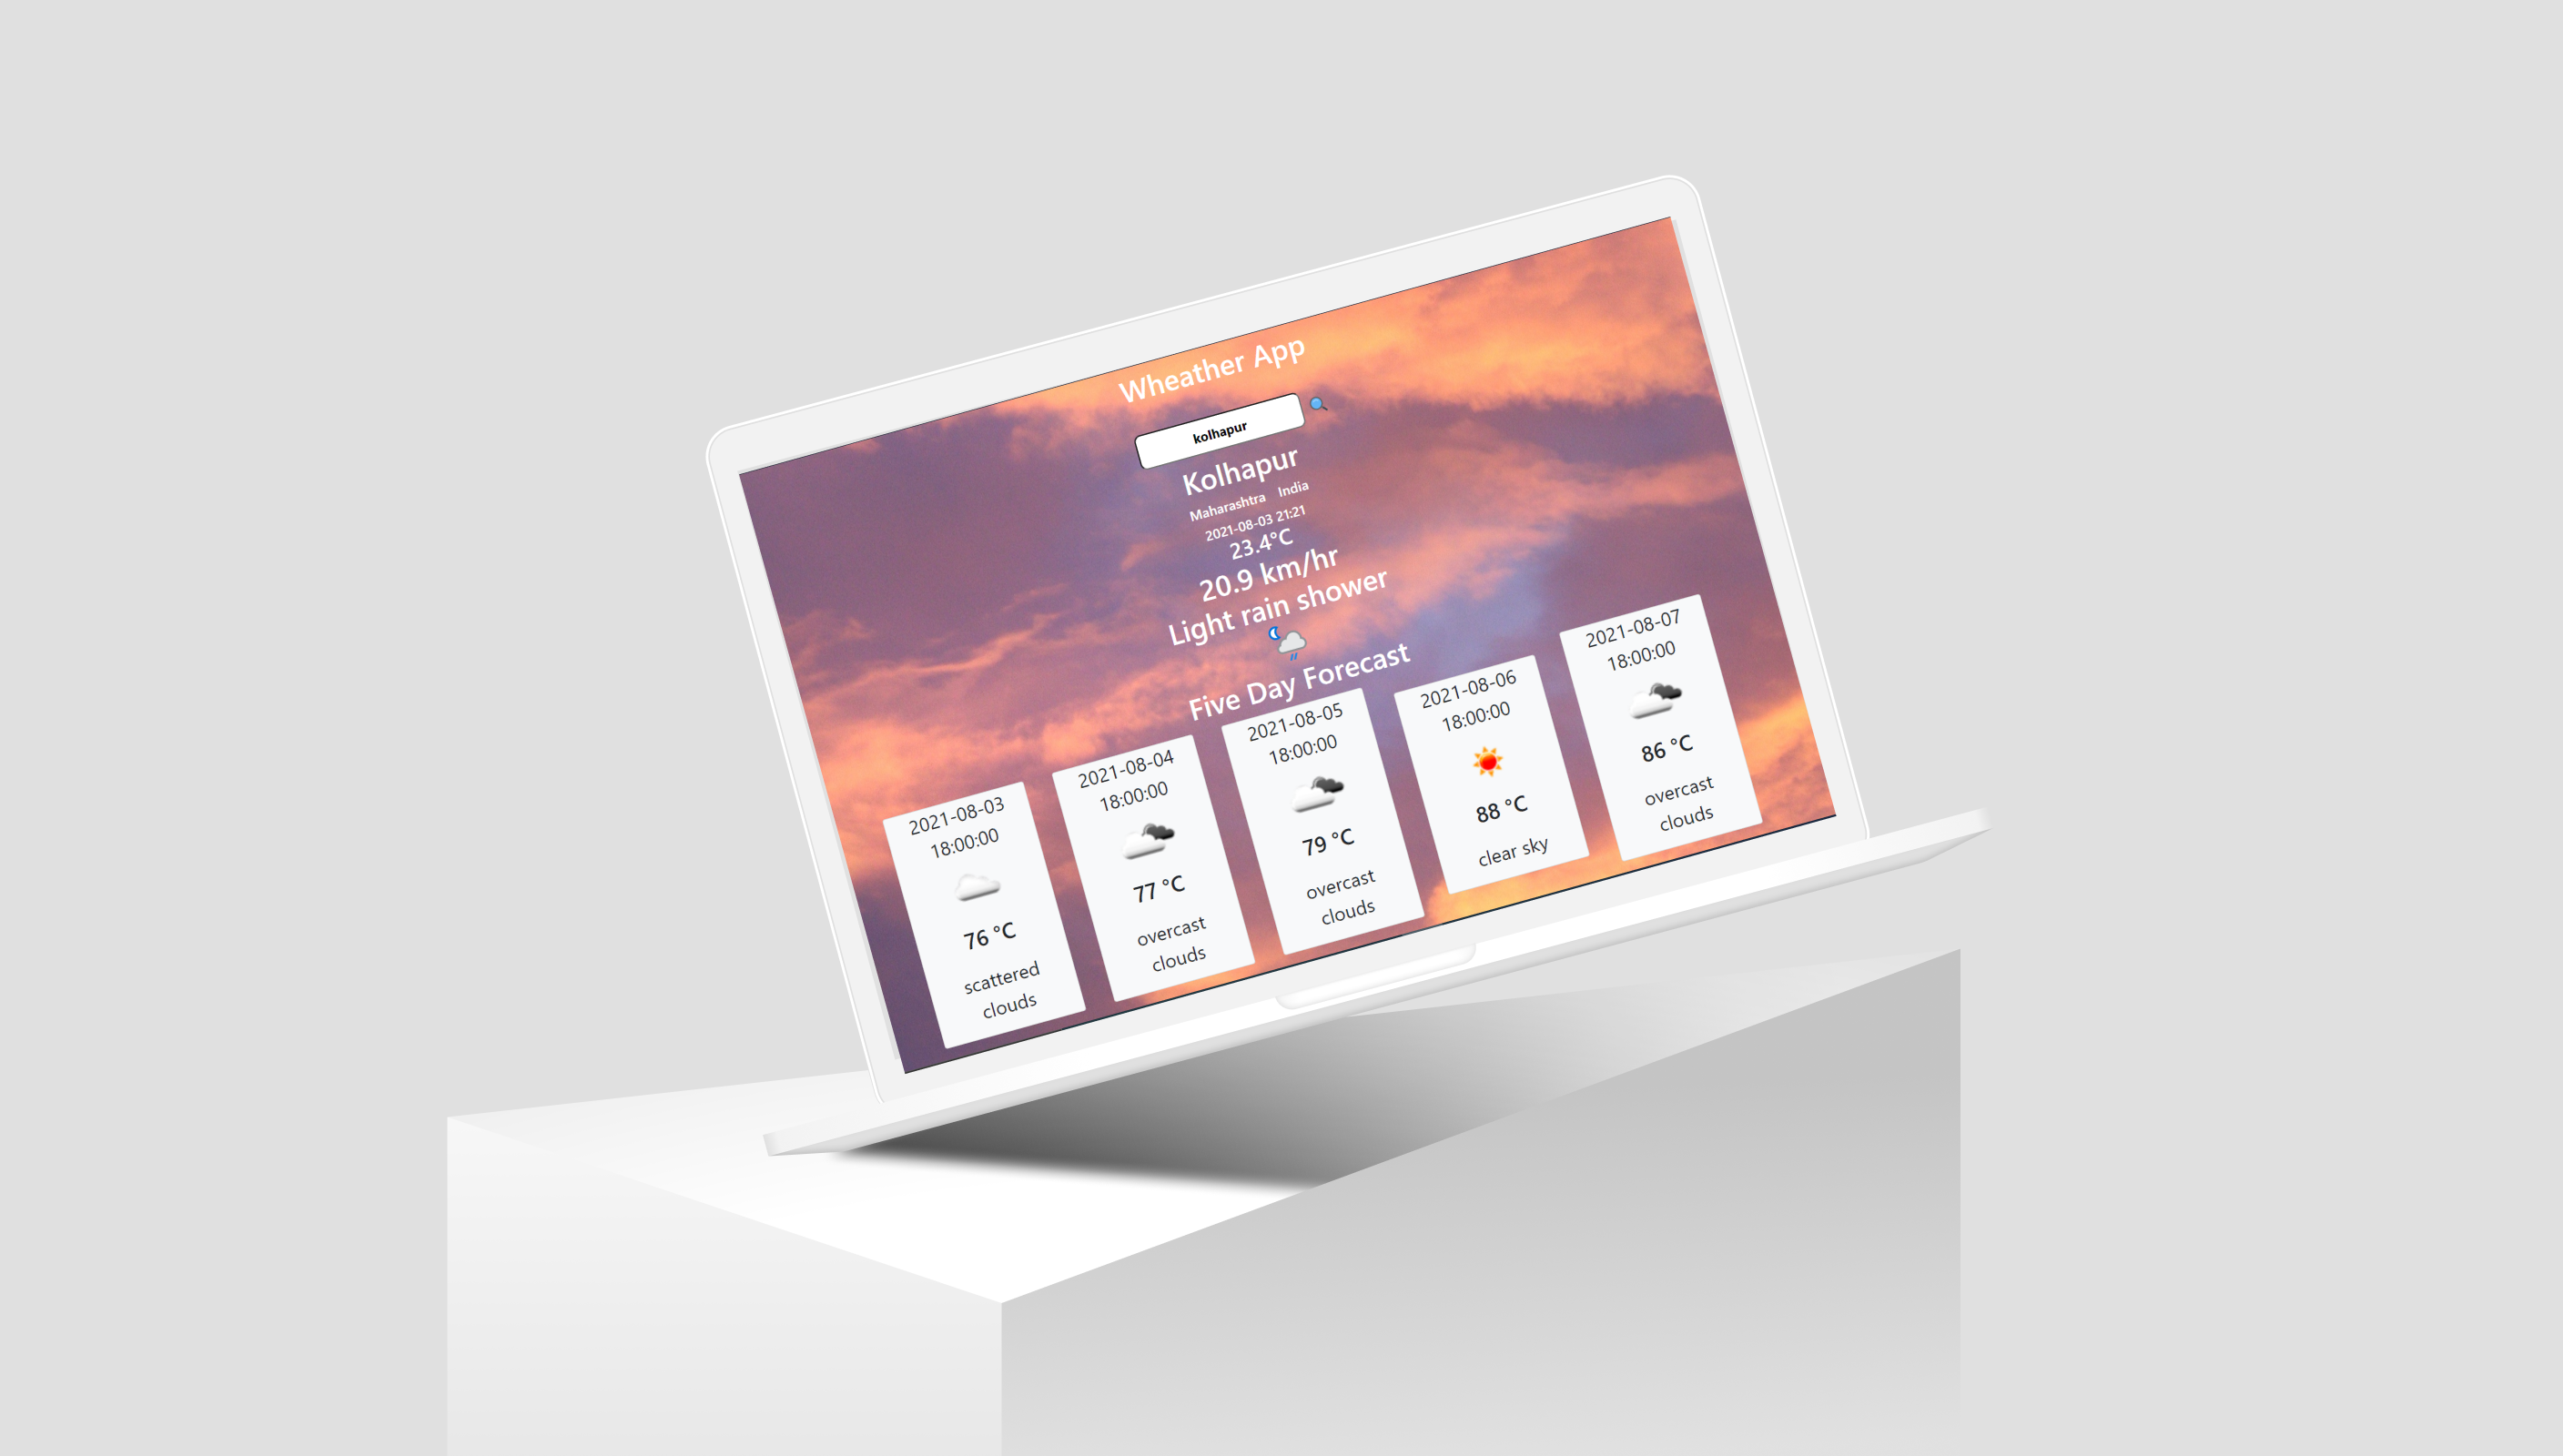 Wheather App
kolhapur
Kolhapur
Maharashtra India
2021-08-03 21:21
23.4°C
20.9 km/hr
Light rain shower
Five Day Forecast
2021-08-03
18:00:00
76 °C
scattered
clouds
2021-08-04
18:00:00
77 °C
overcast
clouds
2021-08-05
18:00:00
79 °C
overcast
clouds
2021-08-06
18:00:00
88 °C
clear sky
2021-08-07
18:00:00
86 °C
overcast
clouds